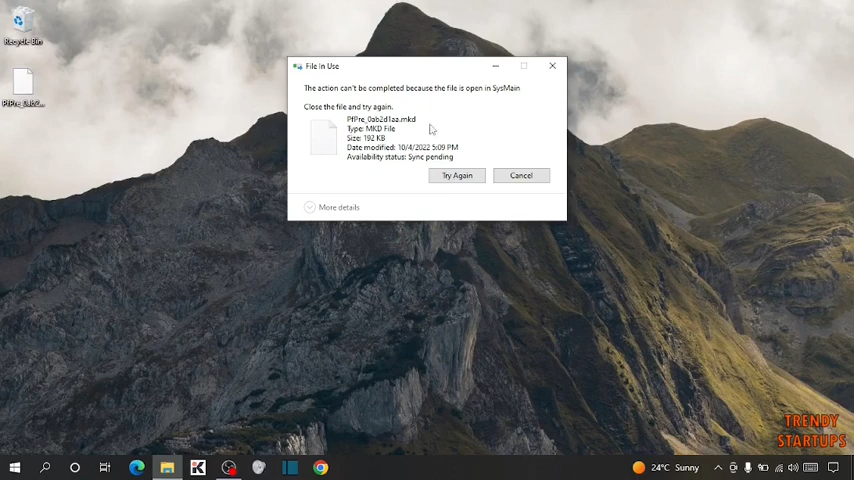 Recycle Bin
PfPre_0ab2...
File In Use
The action can't be completed because the file is open in SysMain
Close the file and try again.
PfPre_0ab2d1aa.mkd
Type: MKD File
Size: 192 KB
Date modified: 10/4/2022 5:09 PM
Availability status: Sync pending
Try Again
Cancel
More details
TRENDY
STARTUPS
K
24°C Sunny